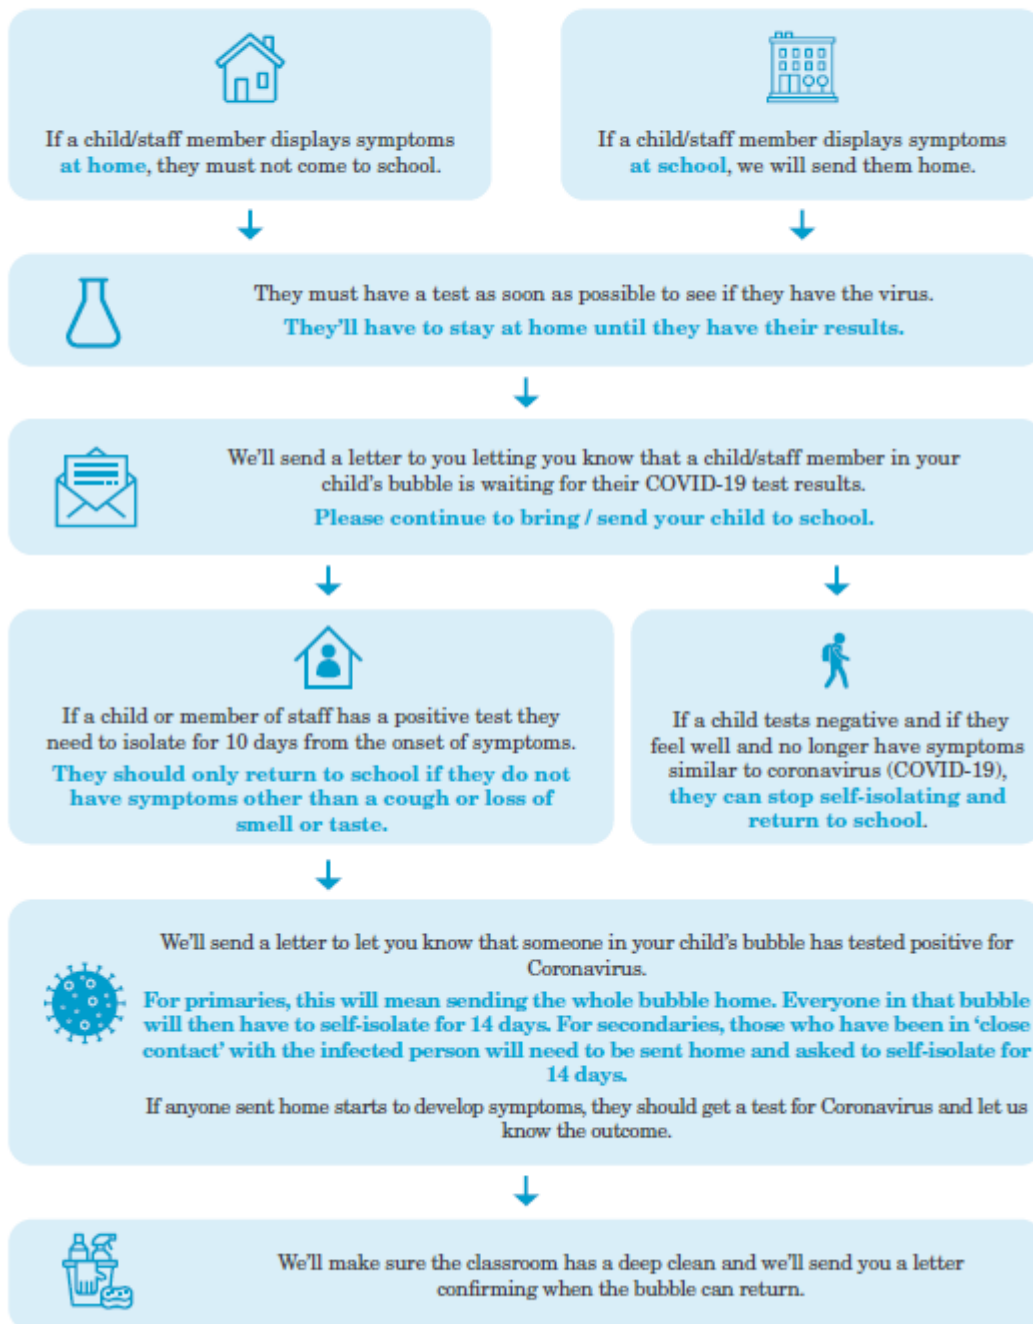 If a child/staff member displays symptoms
at home, they must not come to school.
If a child/staff member displays symptoms
at school, we will send them home.
They must have a test as soon as possible to see if they have the virus.
They’ll have to stay at home until they have their results.
We’ll send a letter to you letting you know that a child/staff member in your
child’s bubble is waiting for their COVID-19 test results.
Please continue to bring / send your child to school.
If a child or member of staff has a positive test they
need to isolate for 10 days from the onset of symptoms.
They should only return to school if they do not
have symptoms other than a cough or loss of
smell or taste.
If a child tests negative and if they
feel well and no longer have symptoms
similar to coronavirus (COVID-19),
they can stop self-isolating and
return to school.
We’ll send a letter to let you know that someone in your child’s bubble has tested positive for
Coronavirus.
For primaries, this will mean sending the whole bubble home. Everyone in that bubble
will then have to self-isolate for 14 days. For secondaries, those who have been in ‘close
contact’ with the infected person will need to be sent home and asked to self-isolate for
14 days.
If anyone sent home starts to develop symptoms, they should get a test for Coronavirus and let us
know the outcome.
We’ll make sure the classroom has a deep clean and we’ll send you a letter
confirming when the bubble can return.